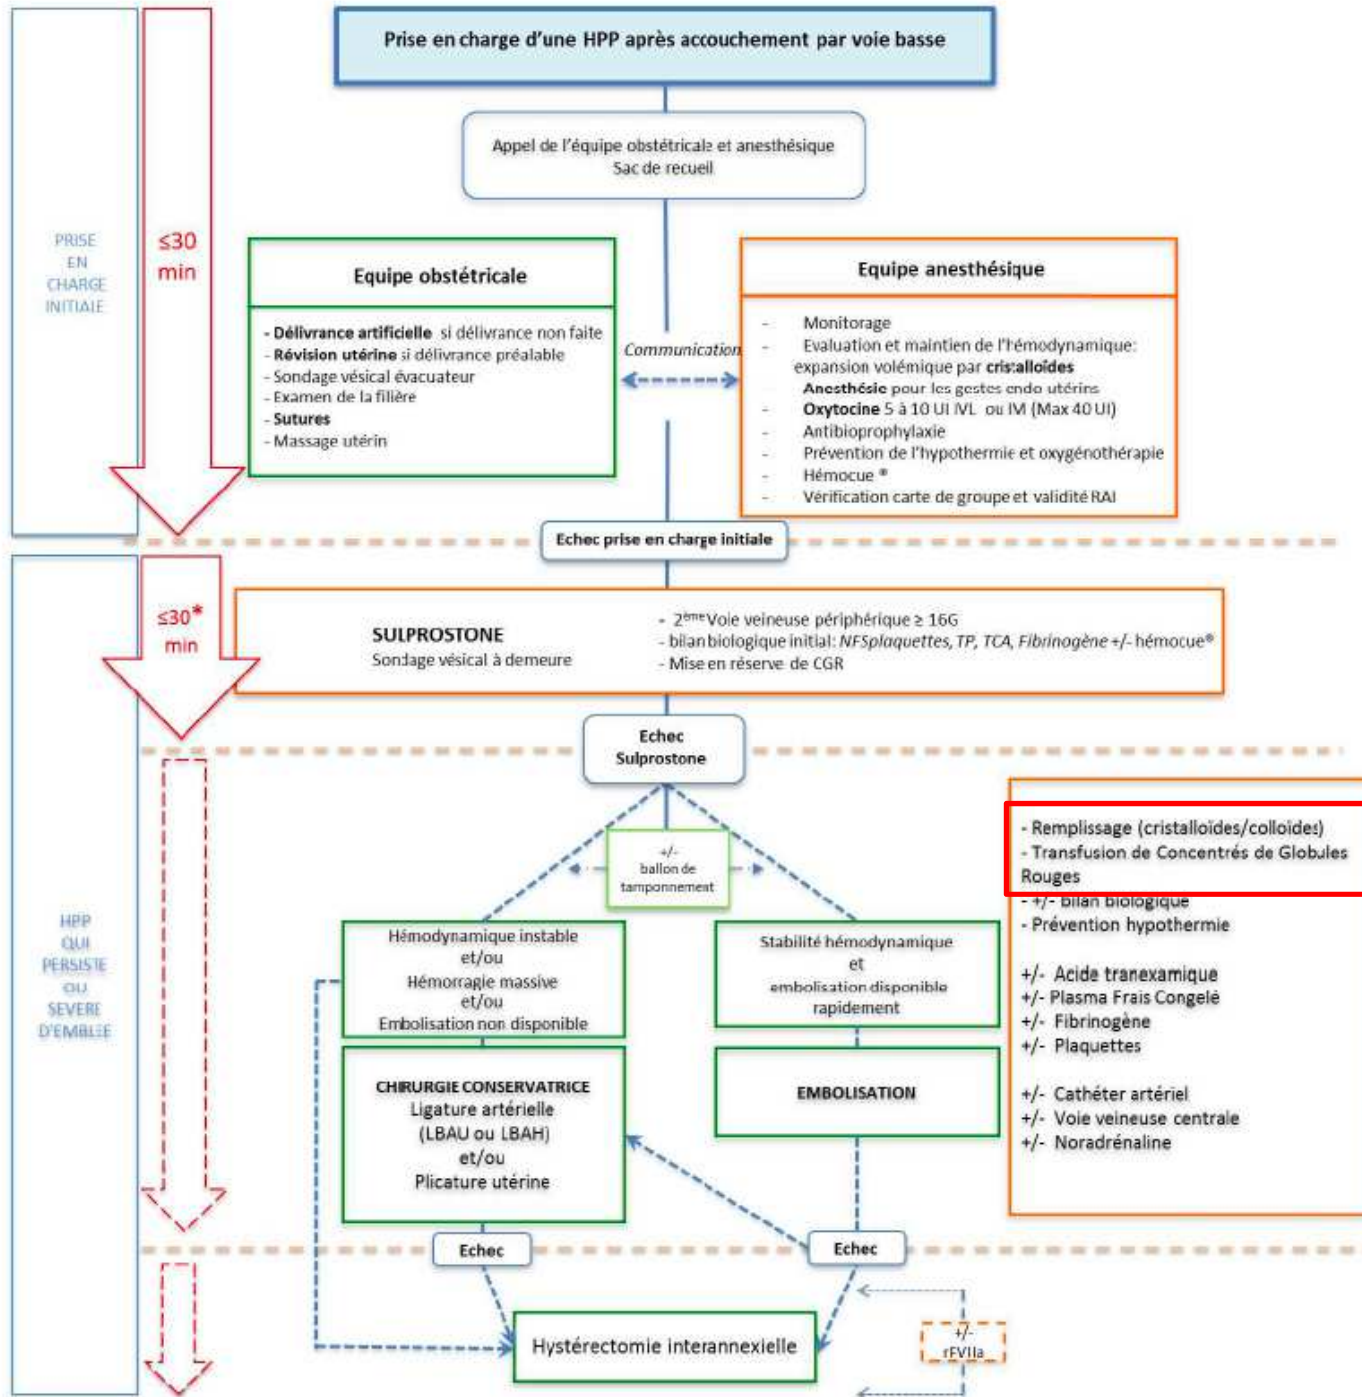 Prise en charge d'une HPP après accouchement par voie basse
Appel de l'équipe obstétricale et anesthésique
Sac de recueil
PRISE
EN
CHARGE
INITIALE
≤30
min
Equipe obstétricale
- Délivrance artificielle si délivrance non faite
- Révision utérine si délivrance préalable
- Sondage vésical évacuateur
- Examen de la filière
- Sutures
- Massage utérin
Communication
Equipe anesthésique
- Monitorage
- Evaluation et maintien de l'hémodynamique:
expansion volémique par cristalloïdes
- Anesthésie pour les gestes endo utérins
- Oxytocine 5 à 10 UI IVL ou IM (Max 40 UI)
- Antibioprophylaxie
- Prévention de l'hypothermie et oxygénothérapie
- Hémocue ®
- Vérification carte de groupe et validité RAI
Echec prise en charge initiale
≤30*
min
SULPROSTONE
Sondage vésical à demeure
- 2ème Voie veineuse périphérique ≥ 16G
- bilan biologique initial: NFSplaquettes, TP, TCA, Fibrinogène +/- hémocue®
- Mise en réserve de CGR
HPP
QUI
PERSISTE
OU
SEVERE
D'EMBLEE
Echec
Sulprostone
+/-
ballon de
tamponnement
Hémodynamique instable
et/ou
Hémorragie massive
et/ou
Embolisation non disponible
Stabilité hémodynamique
et
embolisation disponible
rapidement
CHIRURGIE CONSERVATRICE
Ligature artérielle
(LBAU ou LBAH)
et/ou
Plicature utérine
EMBOLISATION
- Remplissage (cristalloïdes/colloïdes)
- Transfusion de Concentrés de Globules
Rouges
- +/- bilan biologique
- Prévention hypothermie
+/- Acide tranexamique
+/- Plasma Frais Congelé
+/- Fibrinogène
+/- Plaquettes
+/- Cathéter artériel
+/- Voie veineuse centrale
+/- Noradrénaline
Echec
Echec
Hystérectomie interannexielle
+/-
rFVIIa